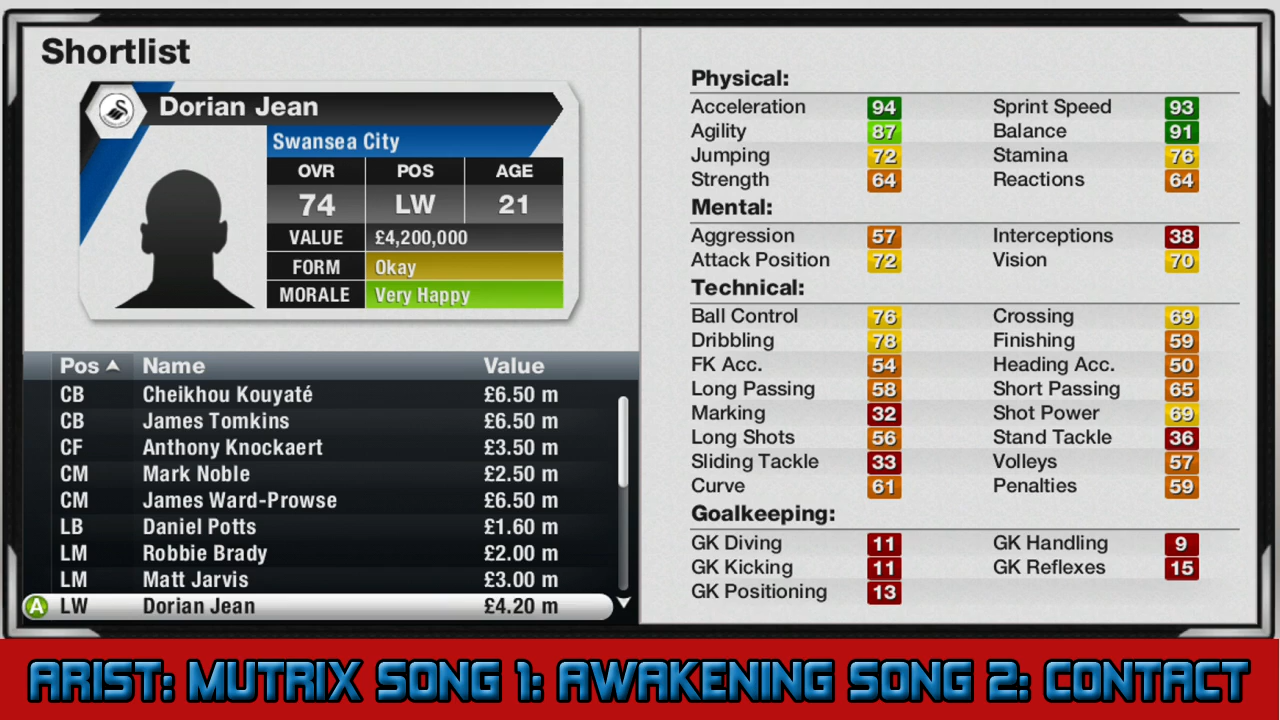 Shortlist
Dorian Jean
Swansea City
OVR POS AGE
74 LW 21
VALUE £4,200,000
FORM Okay
MORALE Very Happy
Pos Name Value
CB Cheikhou Kouyaté £6.50 m
CB James Tomkins £6.50 m
CF Anthony Knockaert £3.50 m
CM Mark Noble £2.50 m
CM James Ward-Prowse £6.50 m
LB Daniel Potts £1.60 m
LM Robbie Brady £2.00 m
LM Matt Jarvis £3.00 m
A LW Dorian Jean £4.20 m
Physical:
Acceleration 94 Sprint Speed 93
Agility 87 Balance 91
Jumping 72 Stamina 76
Strength 64 Reactions 64
Mental:
Aggression 57 Interceptions 38
Attack Position 72 Vision 70
Technical:
Ball Control 76 Crossing 69
Dribbling 78 Finishing 59
FK Acc. 54 Heading Acc. 50
Long Passing 58 Short Passing 65
Marking 32 Shot Power 69
Long Shots 56 Stand Tackle 36
Sliding Tackle 33 Volleys 57
Curve 61 Penalties 59
Goalkeeping:
GK Diving 11 GK Handling 9
GK Kicking 11 GK Reflexes 15
GK Positioning 13
ARIST: MUTRIX SONG 1: AWAKENING SONG 2: CONTACT